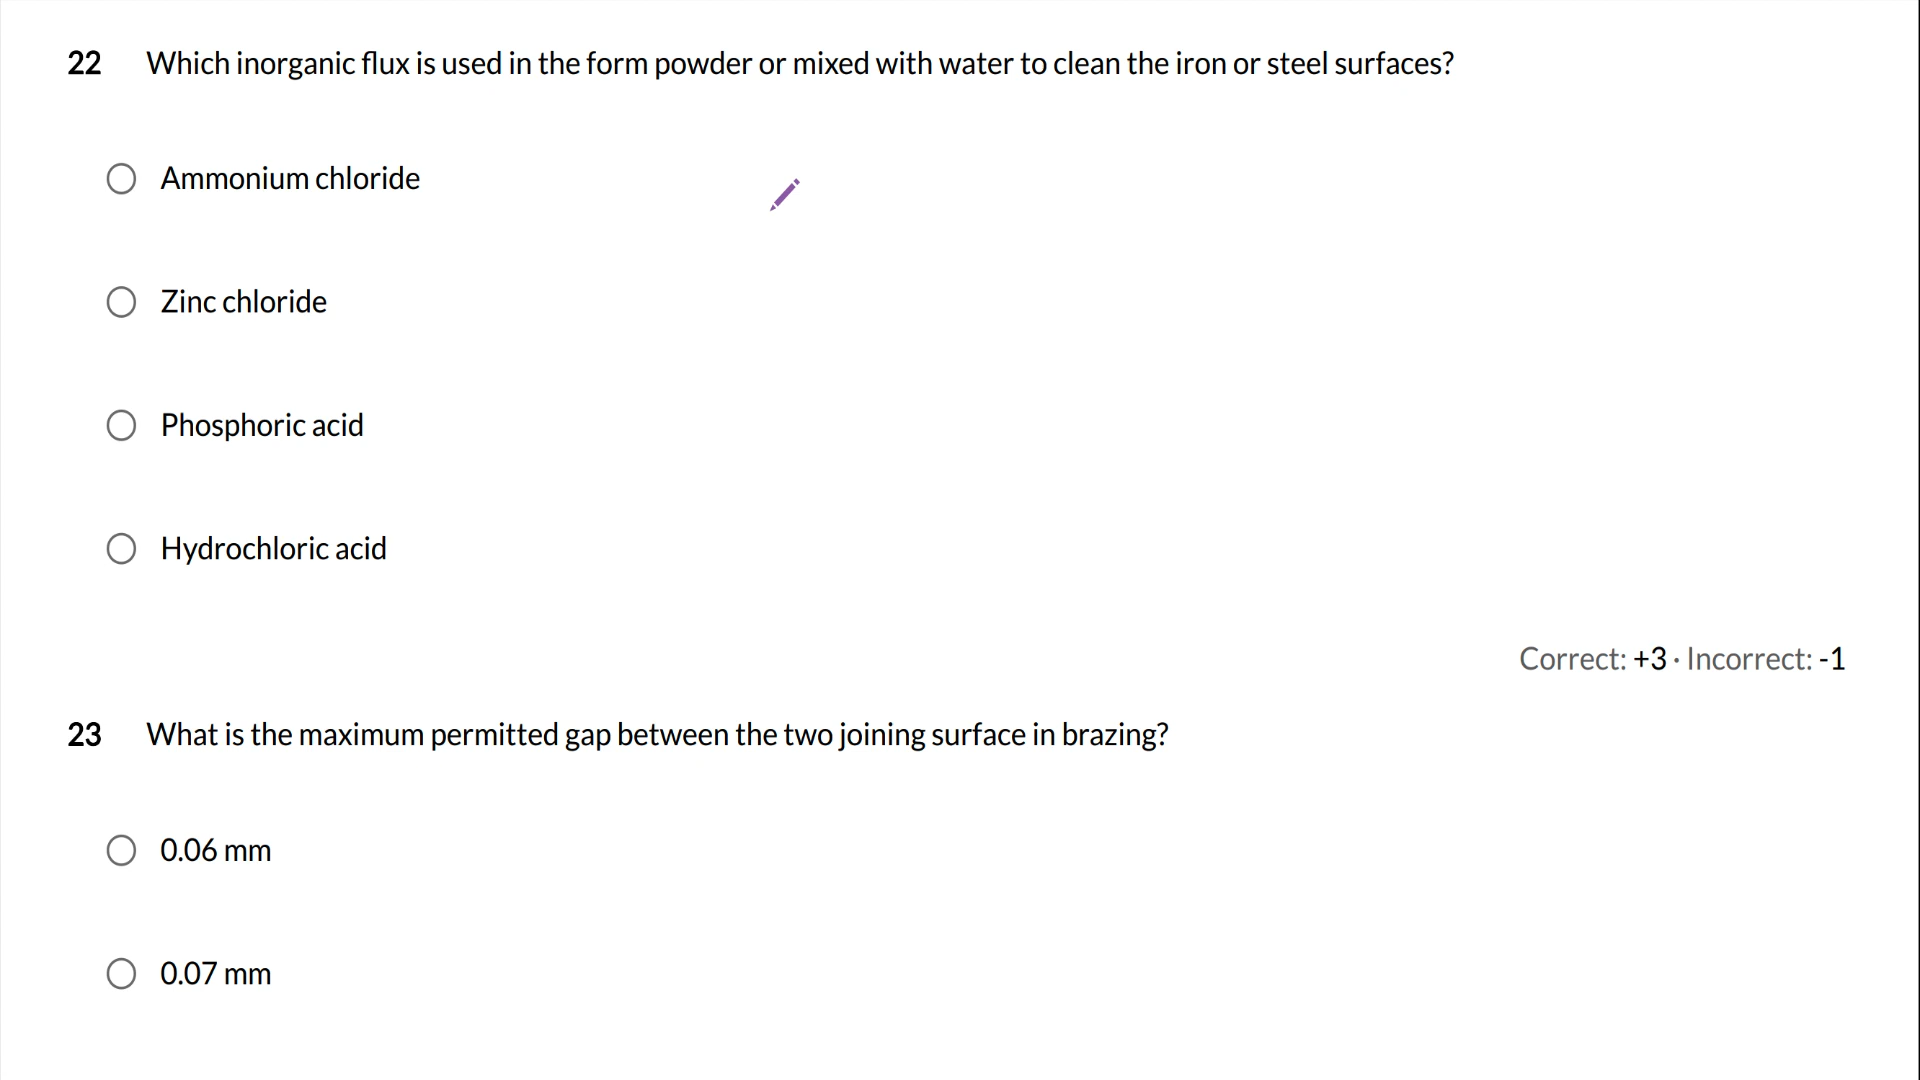 22 Which inorganic flux is used in the form powder or mixed with water to clean the iron or steel surfaces?
Ammonium chloride
Zinc chloride
Phosphoric acid
Hydrochloric acid
Correct: +3 · Incorrect: -1
23 What is the maximum permitted gap between the two joining surface in brazing?
0.06 mm
0.07 mm